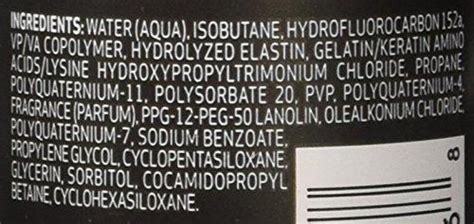 INGREDIENTS: WATER (AQUA), ISOBUTANE, HYDROFLUOROCARBON 152a,
VP/VA COPOLYMER, HYDROLYZED ELASTIN, GELATIN/KERATIN AMINO
ACIDS/LYSINE HYDROXYPROPYLTRIMONIUM CHLORIDE, PROPANE,
POLYQUATERNIUM-11, POLYSORBATE 20, PVP, POLYQUATERNIUM-4,
FRAGRANCE (PARFUM), PPG-12-PEG-50 LANOLIN, OLEALKONIUM CHLORIDE,
POLYQUATERNIUM-7, SODIUM BENZOATE,
PROPYLENE GLYCOL, CYCLOPENTASILOXANE,
GLYCERIN, SORBITOL, COCAMIDOPROPYL
BETAINE, CYCLOHEXASILOXANE.
8